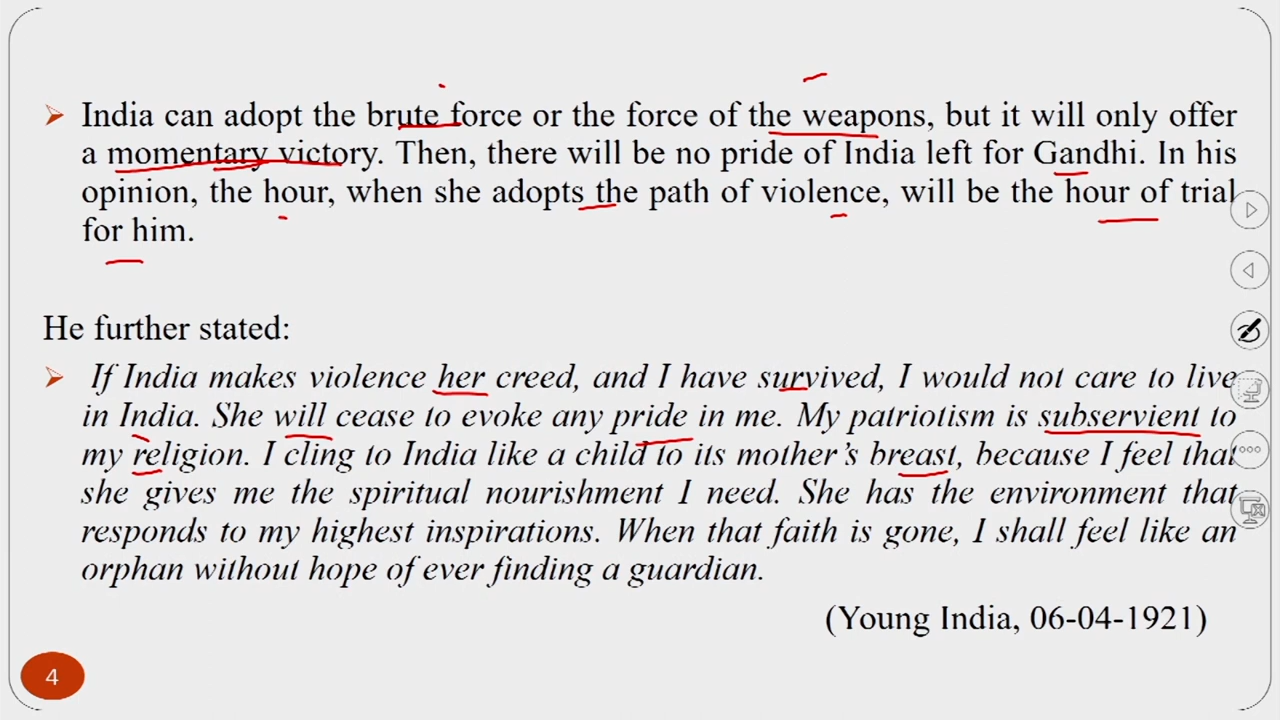 India can adopt the brute force or the force of the weapons, but it will only offer
a momentary victory. Then, there will be no pride of India left for Gandhi. In his
opinion, the hour, when she adopts the path of violence, will be the hour of trial
for him.
He further stated:
If India makes violence her creed, and I have survived, I would not care to live
in India. She will cease to evoke any pride in me. My patriotism is subservient to
my religion. I cling to India like a child to its mother's breast, because I feel that
she gives me the spiritual nourishment I need. She has the environment that
responds to my highest inspirations. When that faith is gone, I shall feel like an
orphan without hope of ever finding a guardian.
(Young India, 06-04-1921)
4